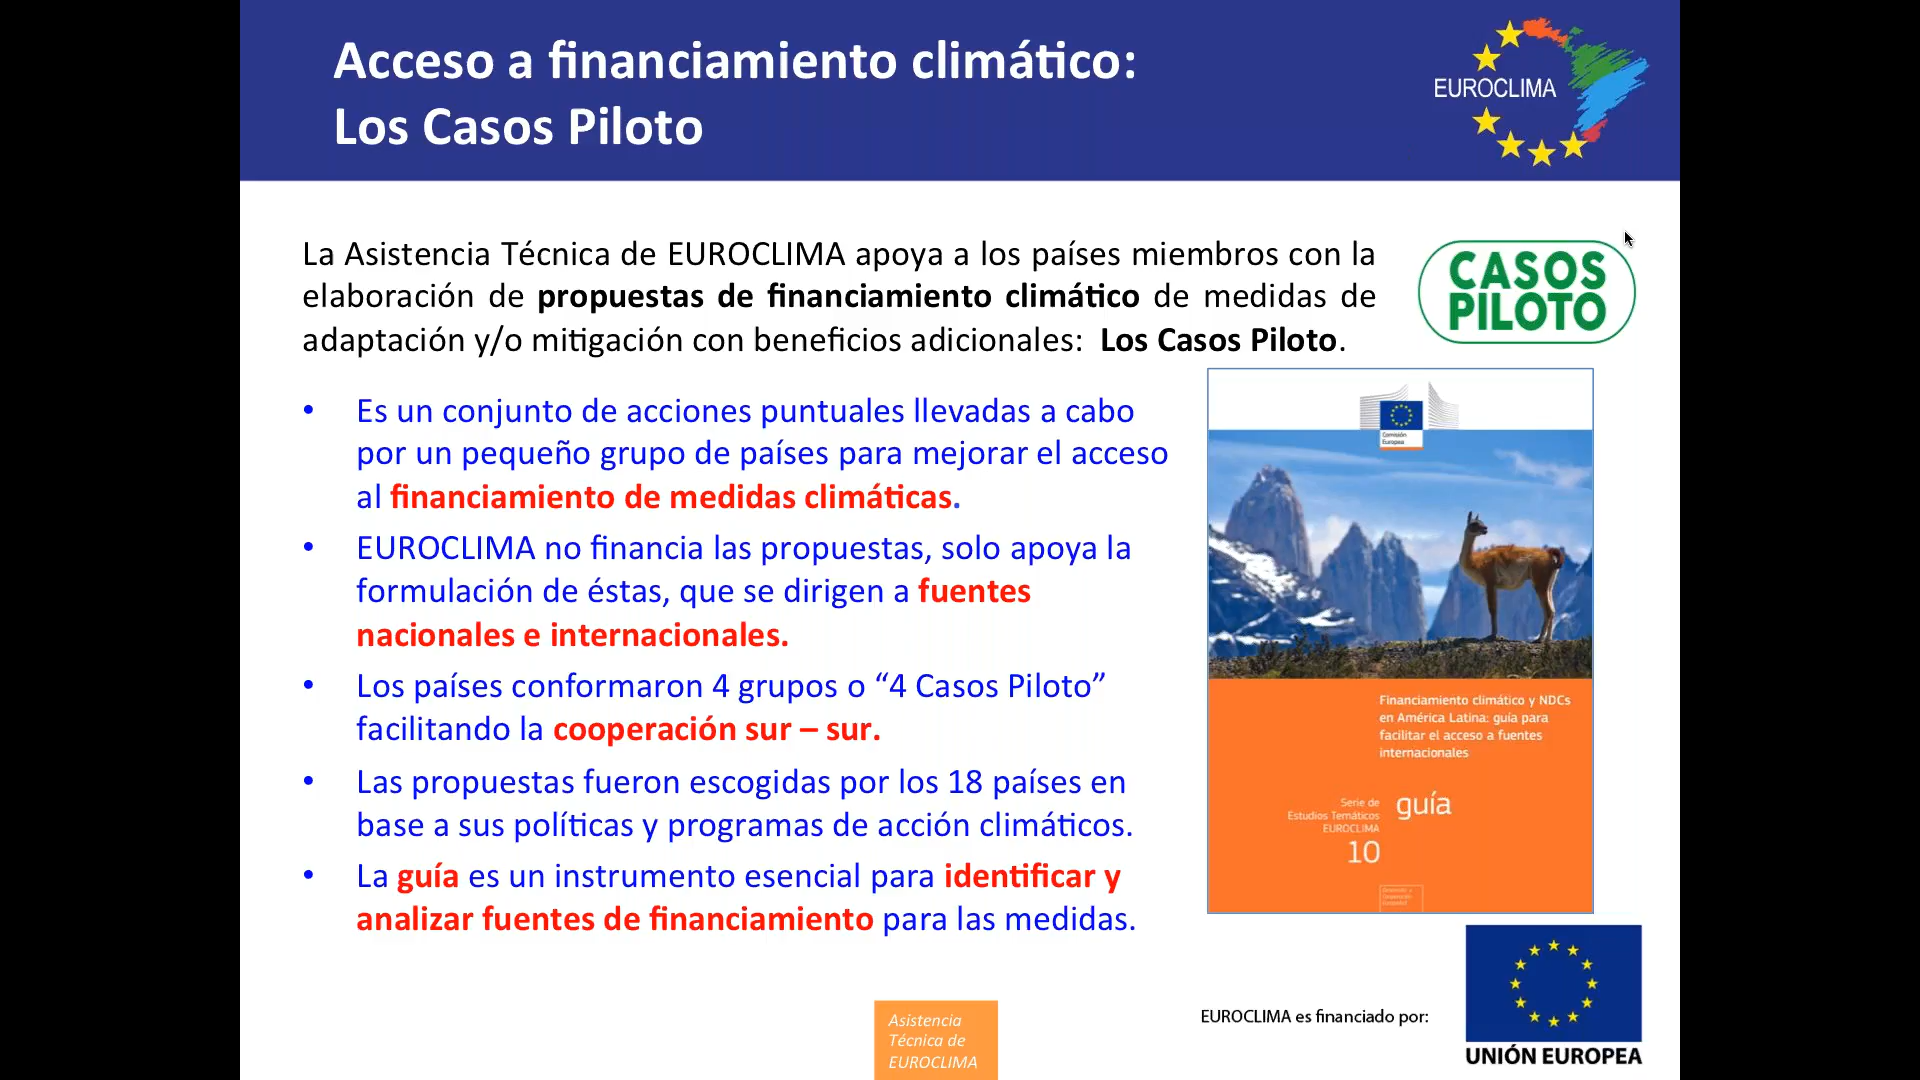 Acceso a financiamiento climático:
Los Casos Piloto
EUROCLIMA
La Asistencia Técnica de EUROCLIMA apoya a los países miembros con la
elaboración de propuestas de financiamiento climático de medidas de
adaptación y/o mitigación con beneficios adicionales: Los Casos Piloto.
CASOS
PILOTO
• Es un conjunto de acciones puntuales llevadas a cabo
por un pequeño grupo de países para mejorar el acceso
al financiamiento de medidas climáticas.
• EUROCLIMA no financia las propuestas, solo apoya la
formulación de éstas, que se dirigen a fuentes
nacionales e internacionales.
• Los países conformaron 4 grupos o “4 Casos Piloto”
facilitando la cooperación sur – sur.
• Las propuestas fueron escogidas por los 18 países en
base a sus políticas y programas de acción climáticos.
• La guía es un instrumento esencial para identificar y
analizar fuentes de financiamiento para las medidas.
Comisión
Europea
Financiamiento climático y NDCs
en América Latina: guía para
facilitar el acceso a fuentes
internacionales
Serie de
Estudios Temáticos
EUROCLIMA
10
guía
Asistencia
Técnica de
EUROCLIMA
EUROCLIMA es financiado por:
UNIÓN EUROPEA